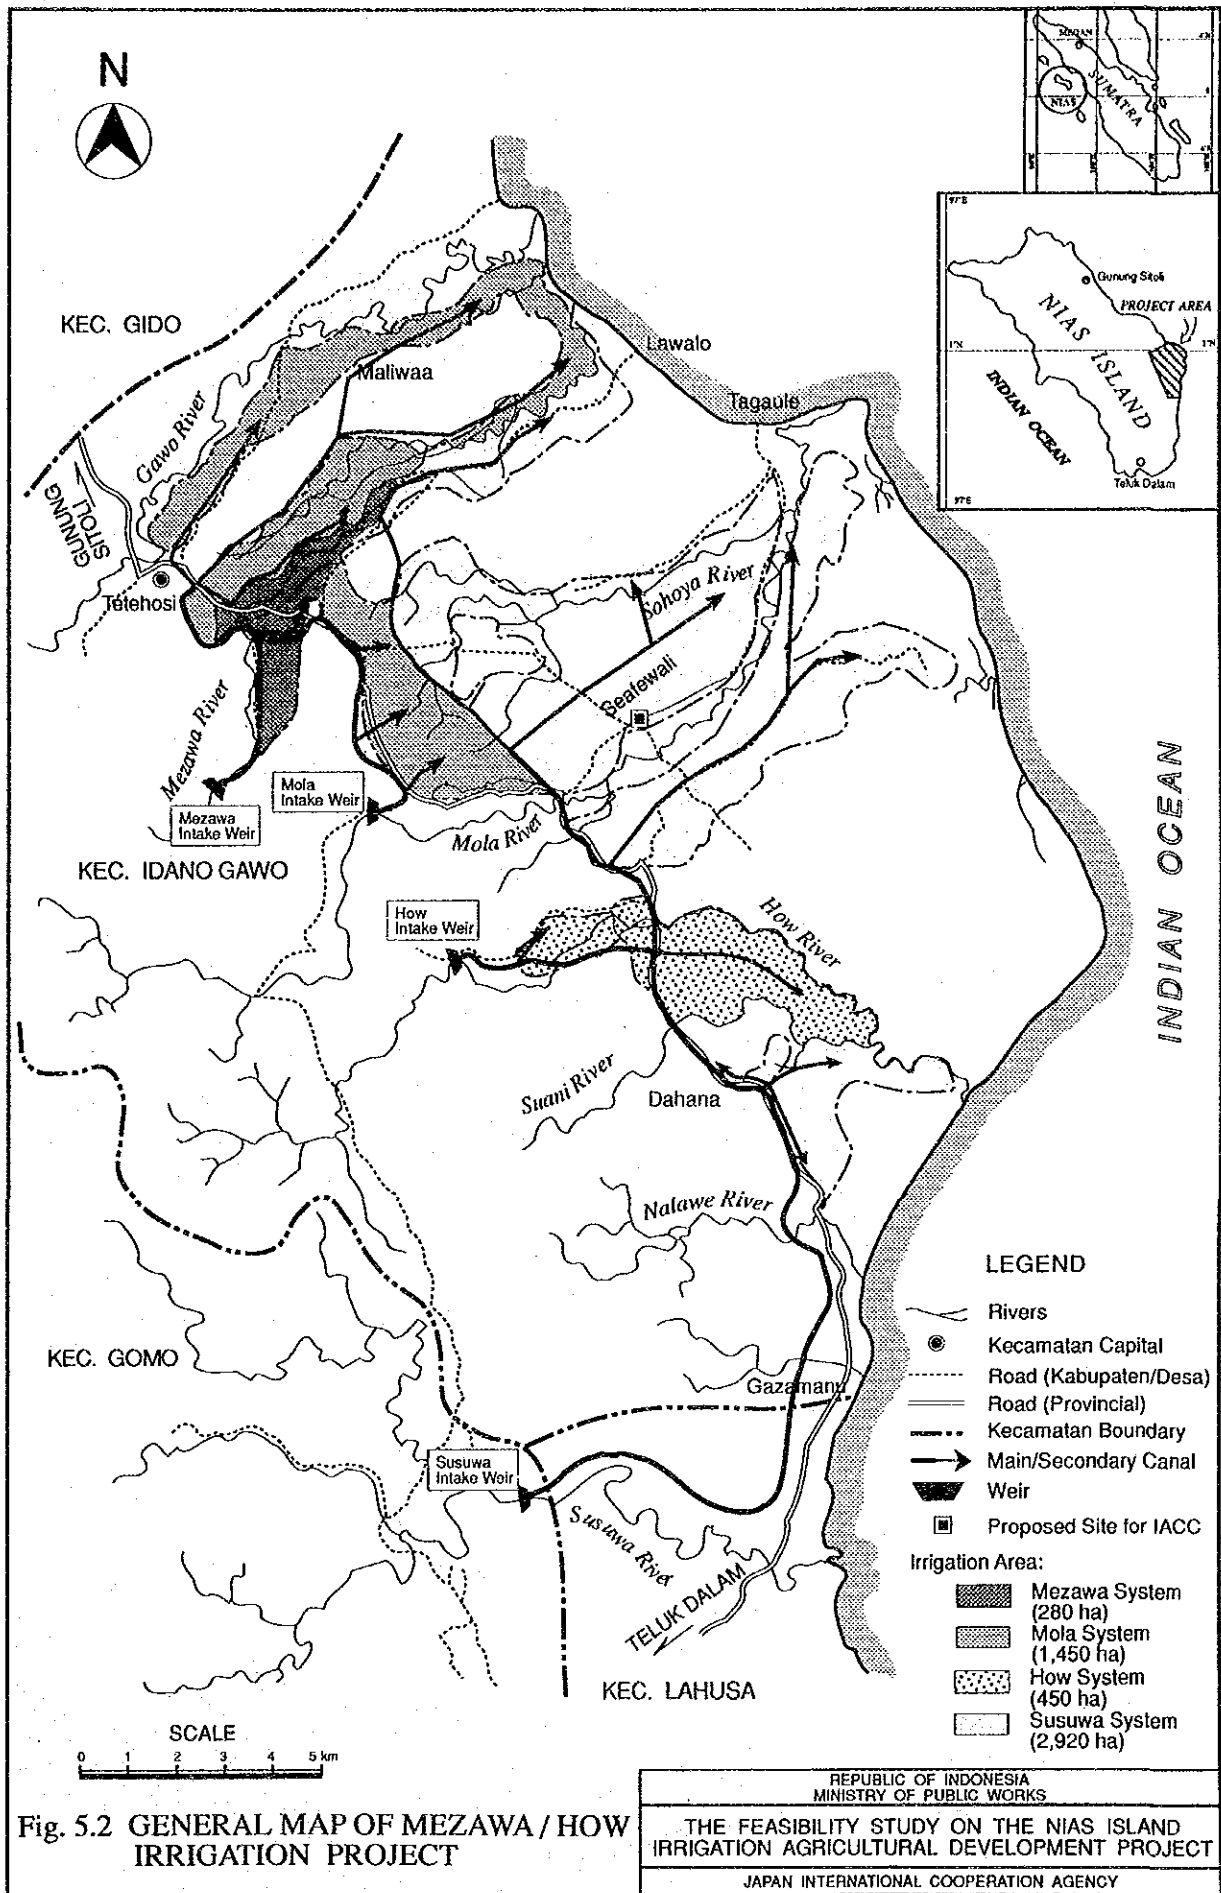 N
MEDAN
SUMATRA
NIAS
97°E
Gunung Sitoli
NIAS ISLAND
PROJECT AREA
1°N
1°N
INDIAN OCEAN
Teluk Dalam
97°E
KEC. GIDO
Gawo River
Maliwaa
Lawalo
Tagaule
GUNUNG
SITOLI
Tetehosi
Sohoya River
Seafewali
Mezawa River
Mezawa
Intake Weir
Mola
Intake Weir
Mola River
KEC. IDANO GAWO
How
Intake Weir
How River
INDIAN OCEAN
Suani River
Dahana
Nalawe River
KEC. GOMO
Gazamanu
Susuwa
Intake Weir
Susuwa River
TELUK DALAM
KEC. LAHUSA
LEGEND
Rivers
Kecamatan Capital
Road (Kabupaten/Desa)
Road (Provincial)
Kecamatan Boundary
Main/Secondary Canal
Weir
Proposed Site for IACC
Irrigation Area:
Mezawa System
(280 ha)
Mola System
(1,450 ha)
How System
(450 ha)
Susuwa System
(2,920 ha)
SCALE
0 1 2 3 4 5 km
Fig. 5.2 GENERAL MAP OF MEZAWA / HOW
IRRIGATION PROJECT
REPUBLIC OF INDONESIA
MINISTRY OF PUBLIC WORKS
THE FEASIBILITY STUDY ON THE NIAS ISLAND
IRRIGATION AGRICULTURAL DEVELOPMENT PROJECT
JAPAN INTERNATIONAL COOPERATION AGENCY